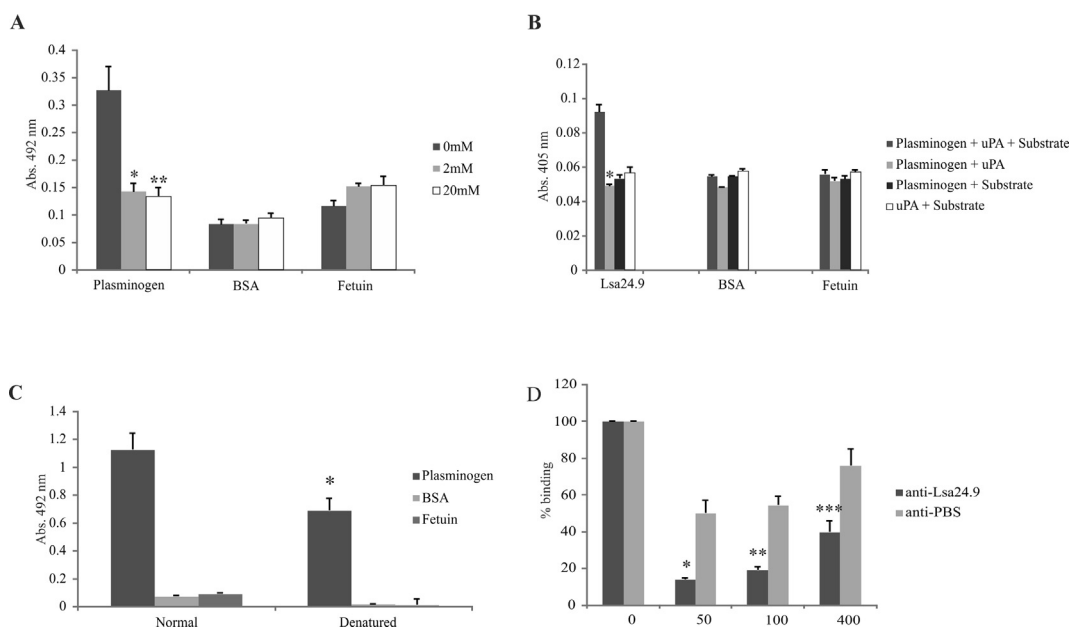 A
Abs. 492 nm
0.4
0.35
0.3
0.25
0.2
0.15
0.1
0.05
0
*
**
Plasminogen
BSA
Fetuin
0mM
2mM
20mM
B
Abs. 405 nm
0.12
0.1
0.08
0.06
0.04
0.02
0
*
Lsa24.9
BSA
Fetuin
Plasminogen + uPA + Substrate
Plasminogen + uPA
Plasminogen + Substrate
uPA + Substrate
C
Abs. 492 nm
1.4
1.2
1
0.8
0.6
0.4
0.2
0
*
Normal
Denatured
Plasminogen
BSA
Fetuin
D
% binding
120
100
80
60
40
20
0
*
**
***
0
50
100
400
anti-Lsa24.9
anti-PBS